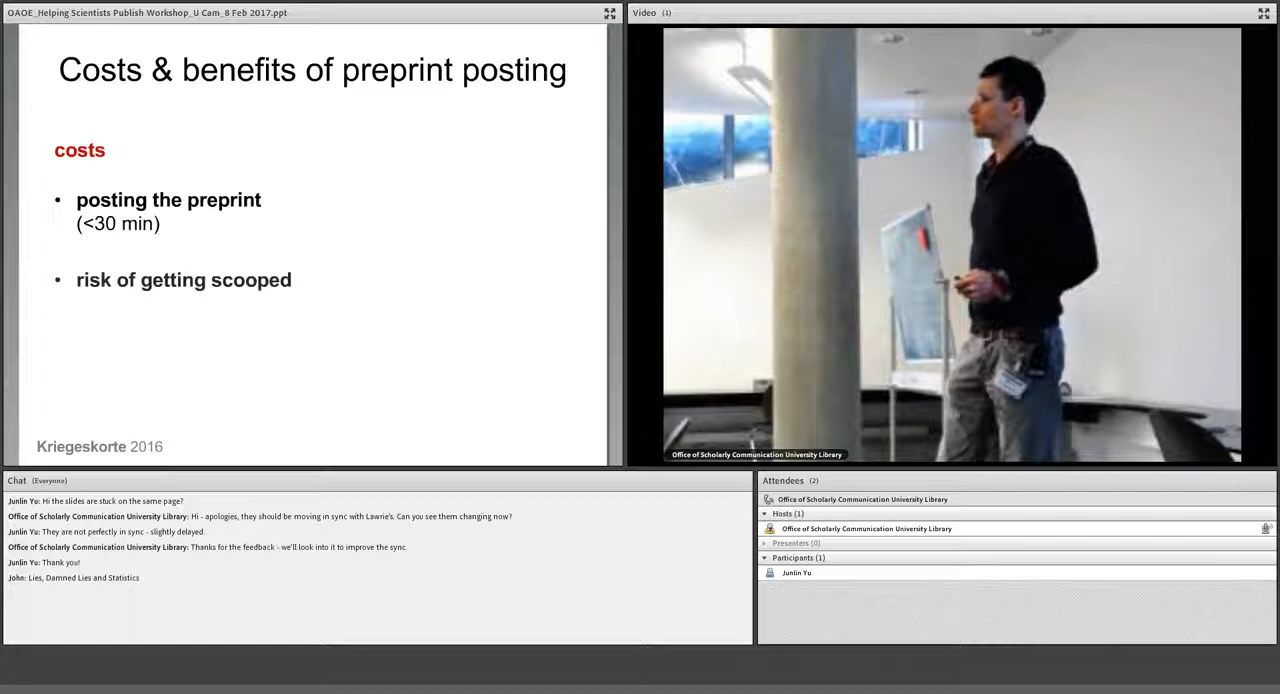 OAOE_Helping Scientists Publish Workshop_U Cam_8 Feb 2017.ppt
Costs & benefits of preprint posting
costs
• posting the preprint
(<30 min)
• risk of getting scooped
Kriegeskorte 2016
Video (1)
Office of Scholarly Communication University Library
Chat (Everyone)
Junlin Yu: Hi the slides are stuck on the same page?
Office of Scholarly Communication University Library: Hi - apologies, they should be moving in sync with Lawrie's. Can you see them changing now?
Junlin Yu: They are not perfectly in sync - slightly delayed.
Office of Scholarly Communication University Library: Thanks for the feedback - we'll look into it to improve the sync.
Junlin Yu: Thank you!
John: Lies, Damned Lies and Statistics
Attendees (2)
Office of Scholarly Communication University Library
Hosts (1)
Office of Scholarly Communication University Library
Presenters (0)
Participants (1)
Junlin Yu